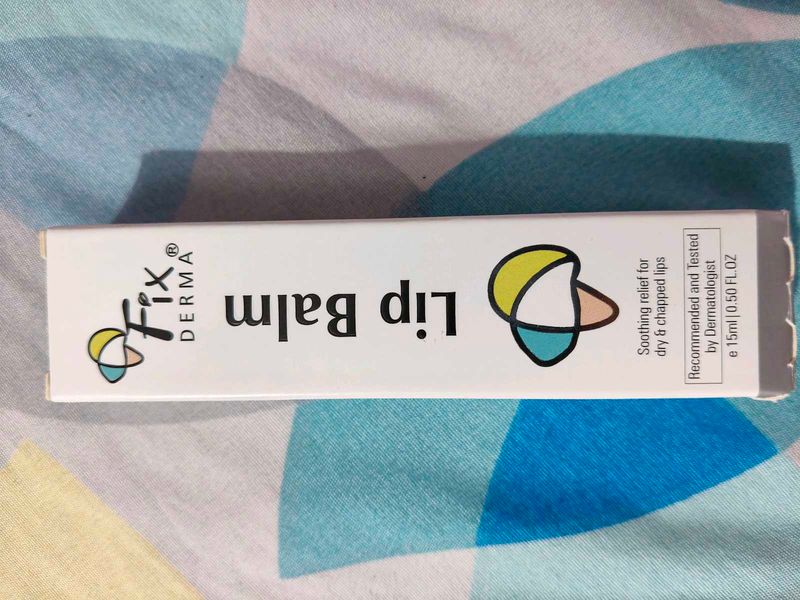 Fix®
DERMA
Lip Balm
Soothing relief for
dry & chapped lips
Recommended and Tested
by Dermatologist
e 15ml | 0.50 FL.OZ